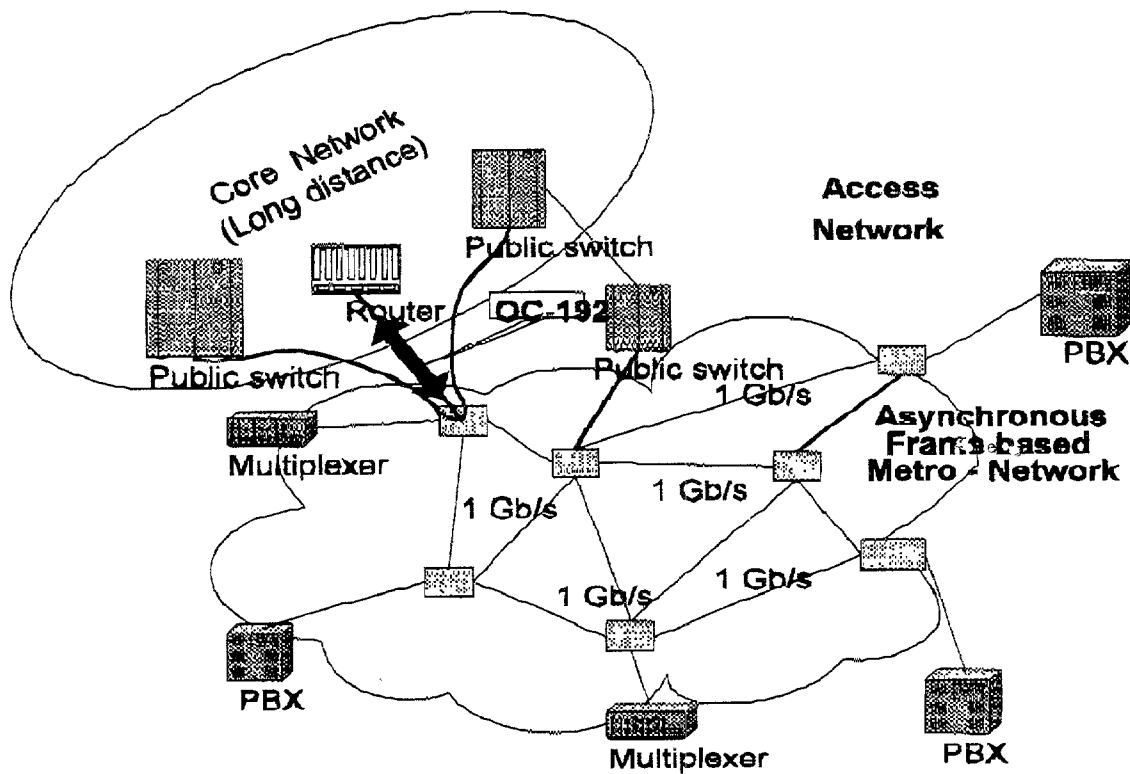 Core Network
(Long distance)
Public switch
Access
Network
Router
OC-192
PBX
Public switch
Public switch
1 Gb/s
Asynchronous
Frame based
Metro - Network
Multiplexer
1 Gb/s
1 Gb/s
1 Gb/s
1 Gb/s
PBX
Multiplexer
PBX